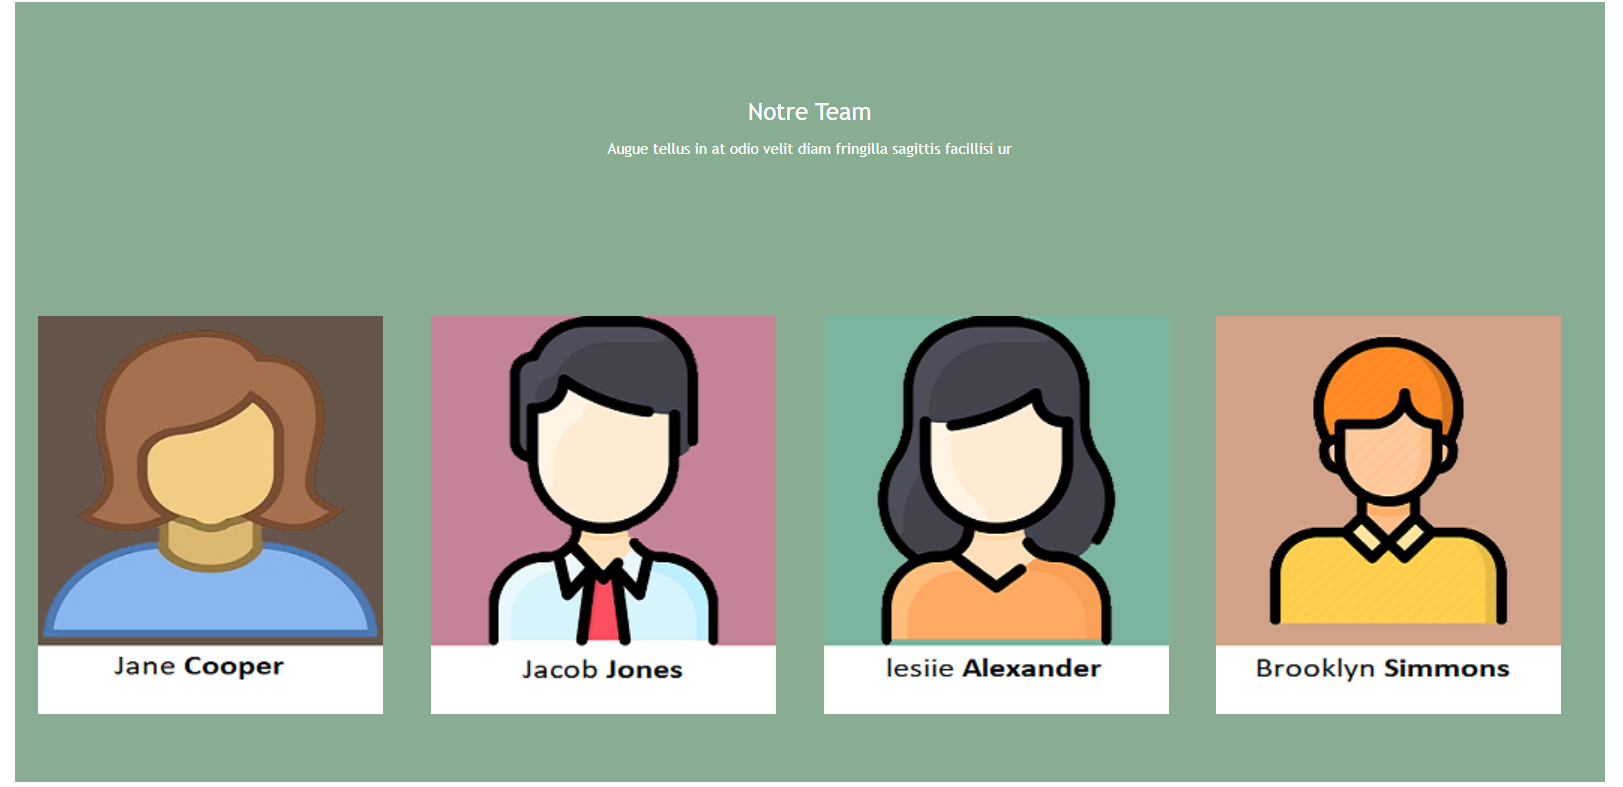 Notre Team
Augue tellus in at odio velit diam fringilla sagittis facillisi ur
Jane Cooper
Jacob Jones
lesiie Alexander
Brooklyn Simmons